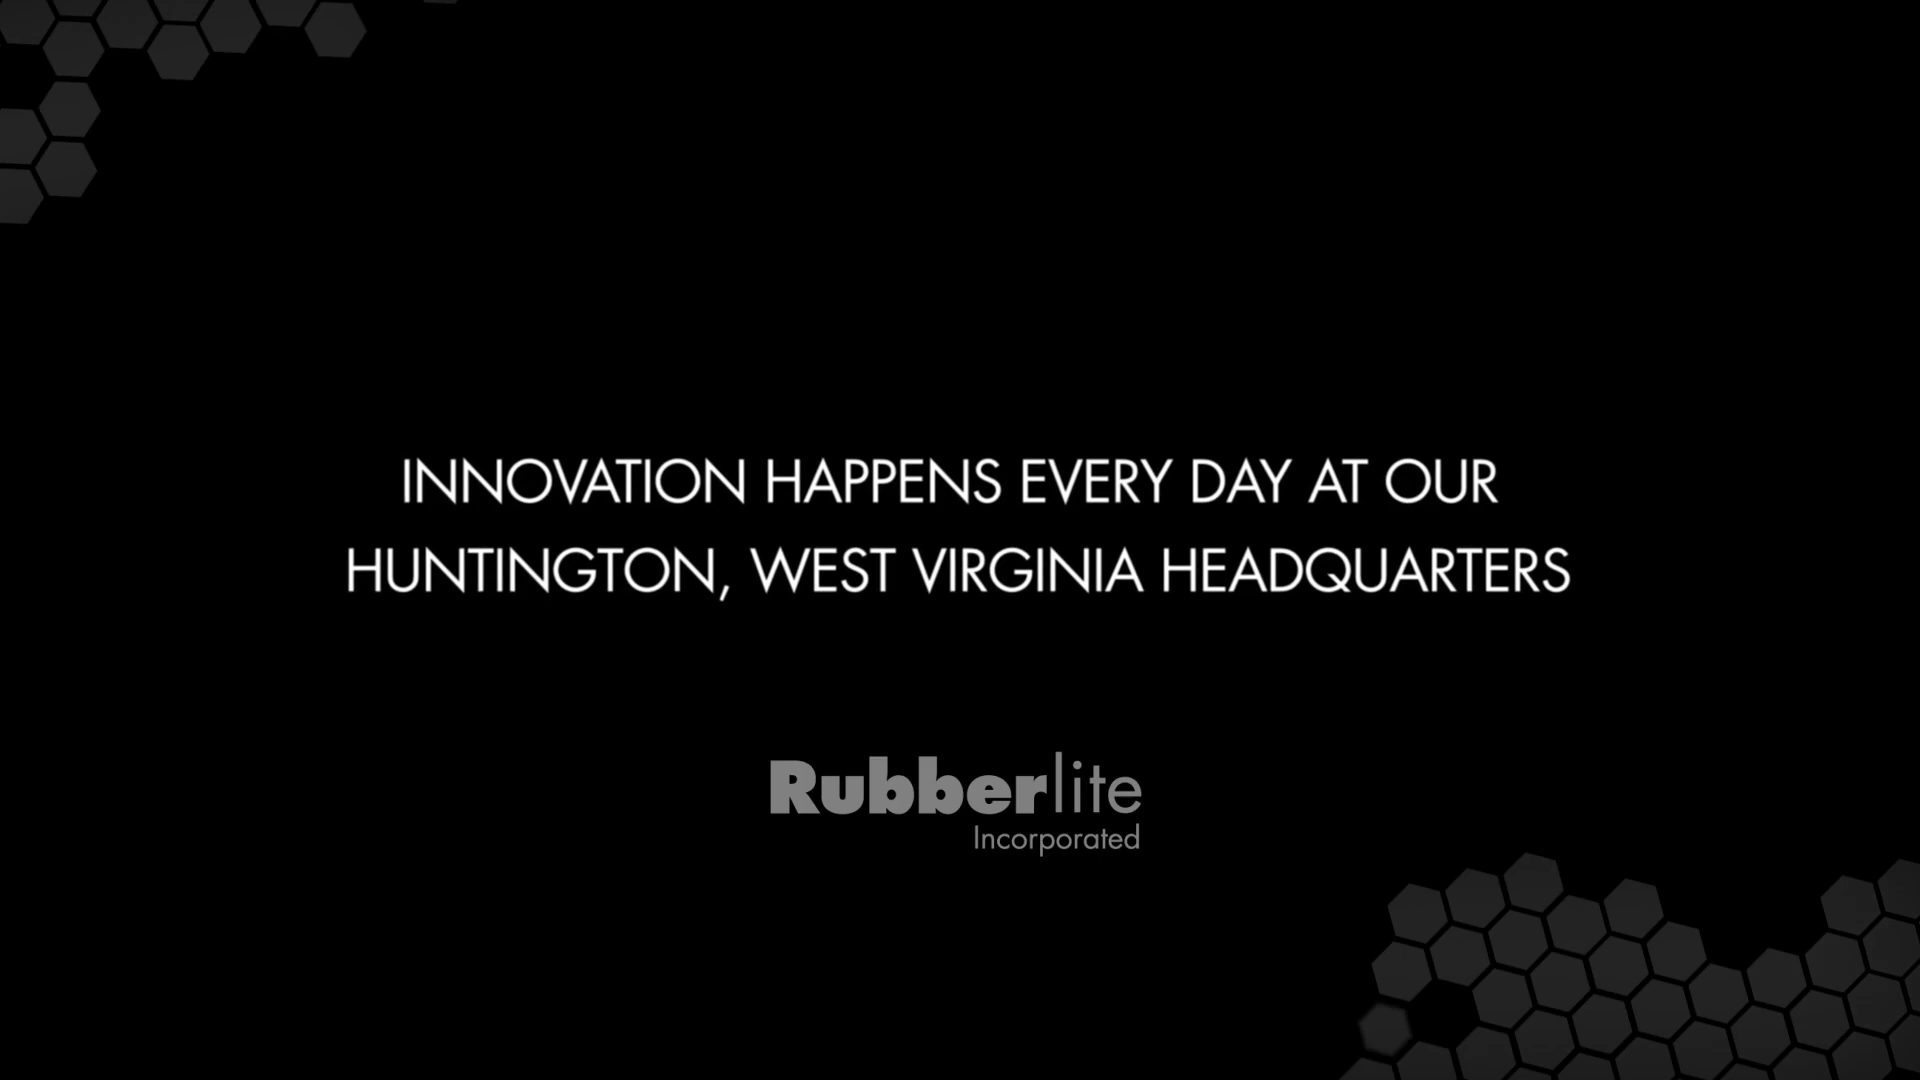 INNOVATION HAPPENS EVERY DAY AT OUR
HUNTINGTON, WEST VIRGINIA HEADQUARTERS
Rubberlite
Incorporated